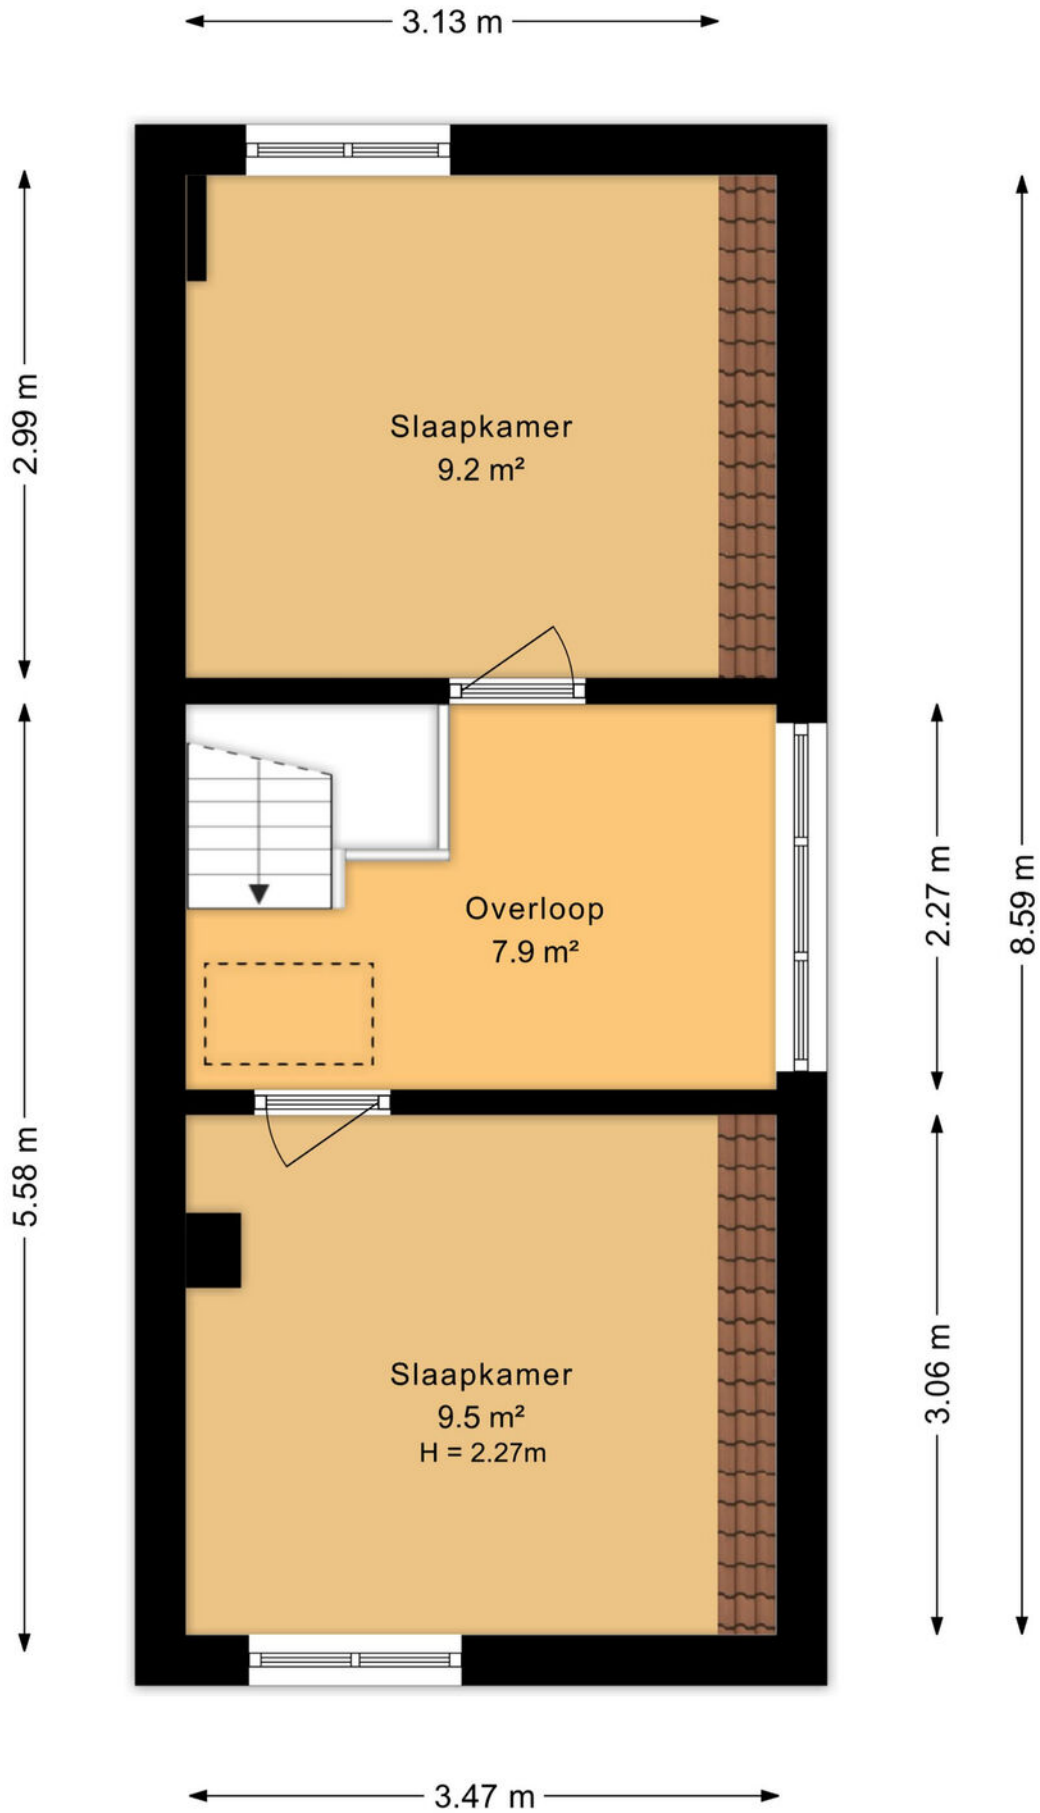 3.13 m
2.99 m
Slaapkamer
9.2 m²
Overloop
7.9 m²
2.27 m
8.59 m
5.58 m
3.06 m
Slaapkamer
9.5 m²
H = 2.27m
3.47 m